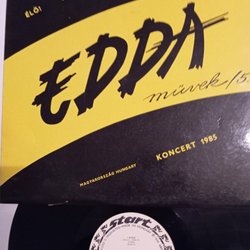 ÉLŐ!
EDDA
művek/5.
KONCERT 1985
MAGYARORSZÁG HUNGARY
start